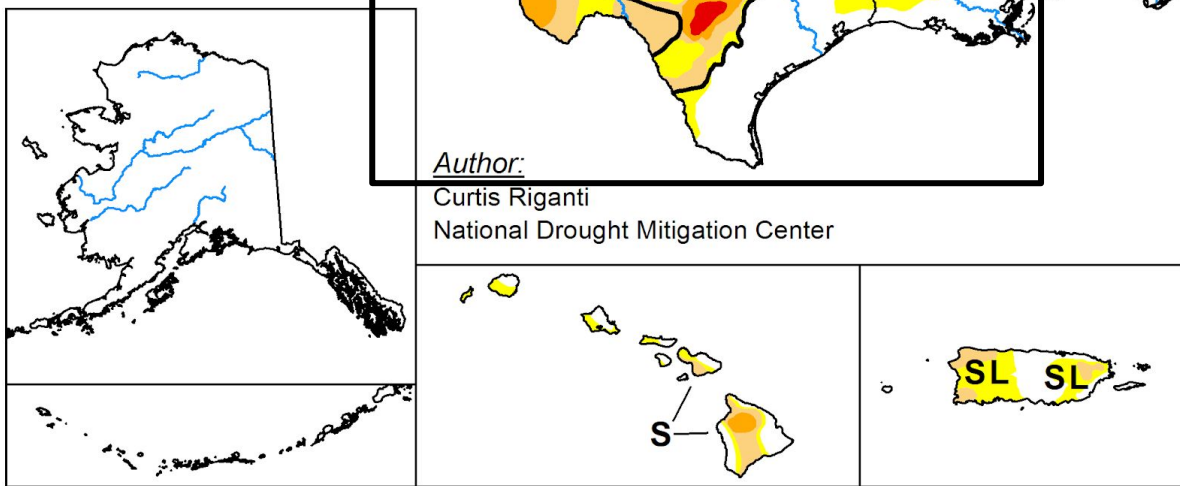 Author:
Curtis Riganti
National Drought Mitigation Center
S
SL
SL